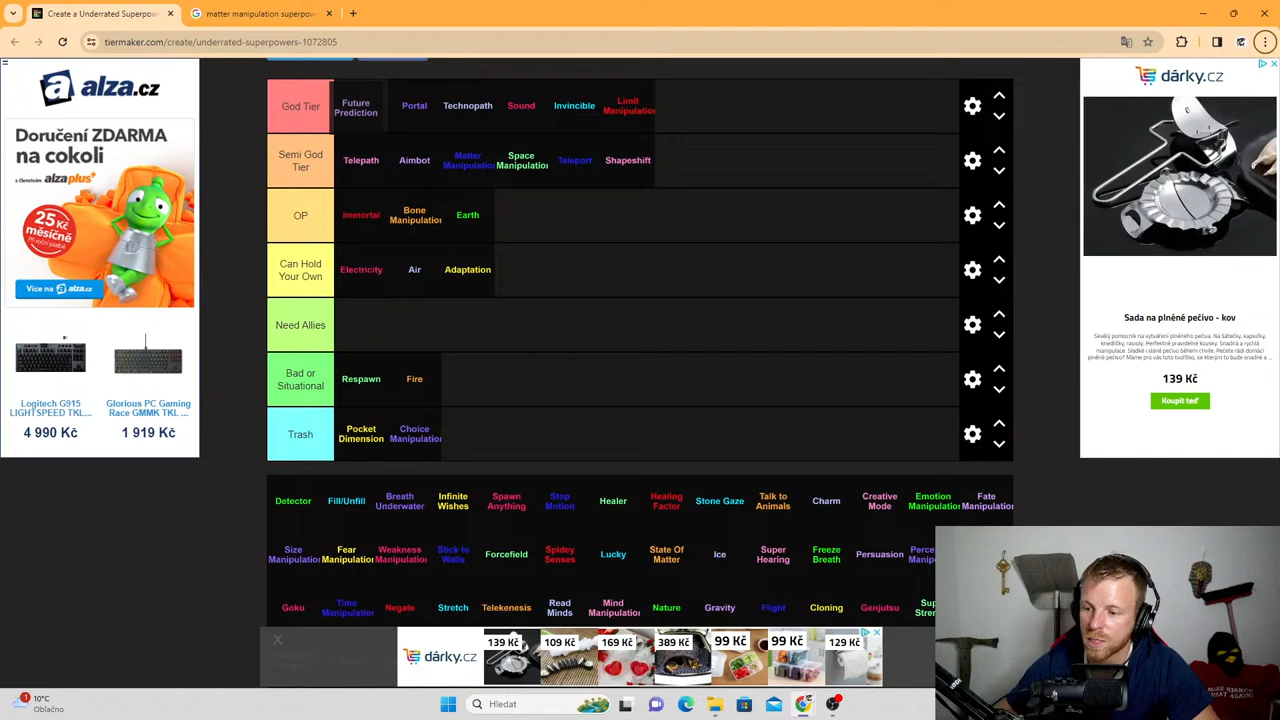 Create a Underrated Superpow
matter manipulation superpow
tiermaker.com/create/underrated-superpowers-1072805
alza.cz
Doručení ZDARMA
na cokoli
s členstvím alzaplus+
25 Kč
měsíčně
Více na alza.cz
Logitech G915
LIGHTSPEED TKL...
4 990 Kč
Glorious PC Gaming
Race GMMK TKL ...
1 919 Kč
God Tier
Future
Prediction
Portal
Technopath
Sound
Invincible
Limit
Manipulation
Semi God
Tier
Telepath
Aimbot
Matter
Manipulation
Space
Manipulation
Teleport
Shapeshift
OP
Immortal
Bone
Manipulation
Earth
Can Hold
Your Own
Electricity
Air
Adaptation
Need Allies
Bad or
Situational
Respawn
Fire
Trash
Pocket
Dimension
Choice
Manipulation
Detector
Fill/Unfill
Breath
Underwater
Infinite
Wishes
Spawn
Anything
Stop
Motion
Healer
Healing
Factor
Stone Gaze
Talk to
Animals
Charm
Creative
Mode
Emotion
Manipulation
Fate
Manipulation
Size
Manipulation
Fear
Manipulation
Weakness
Manipulation
Stick to
Walls
Forcefield
Spidey
Senses
Lucky
State Of
Matter
Ice
Super
Hearing
Freeze
Breath
Persuasion
Goku
Time
Manipulation
Negate
Stretch
Telekenesis
Read
Minds
Mind
Manipulation
Nature
Gravity
Flight
Cloning
Genjutsu
X
dárky.cz
139 Kč
109 Kč
169 Kč
389 Kč
99 Kč
99 Kč
129 Kč
dárky.cz
Sada na plněné pečivo - kov
139 Kč
Koupit teď
1
10°C
Oblačno
Hledat